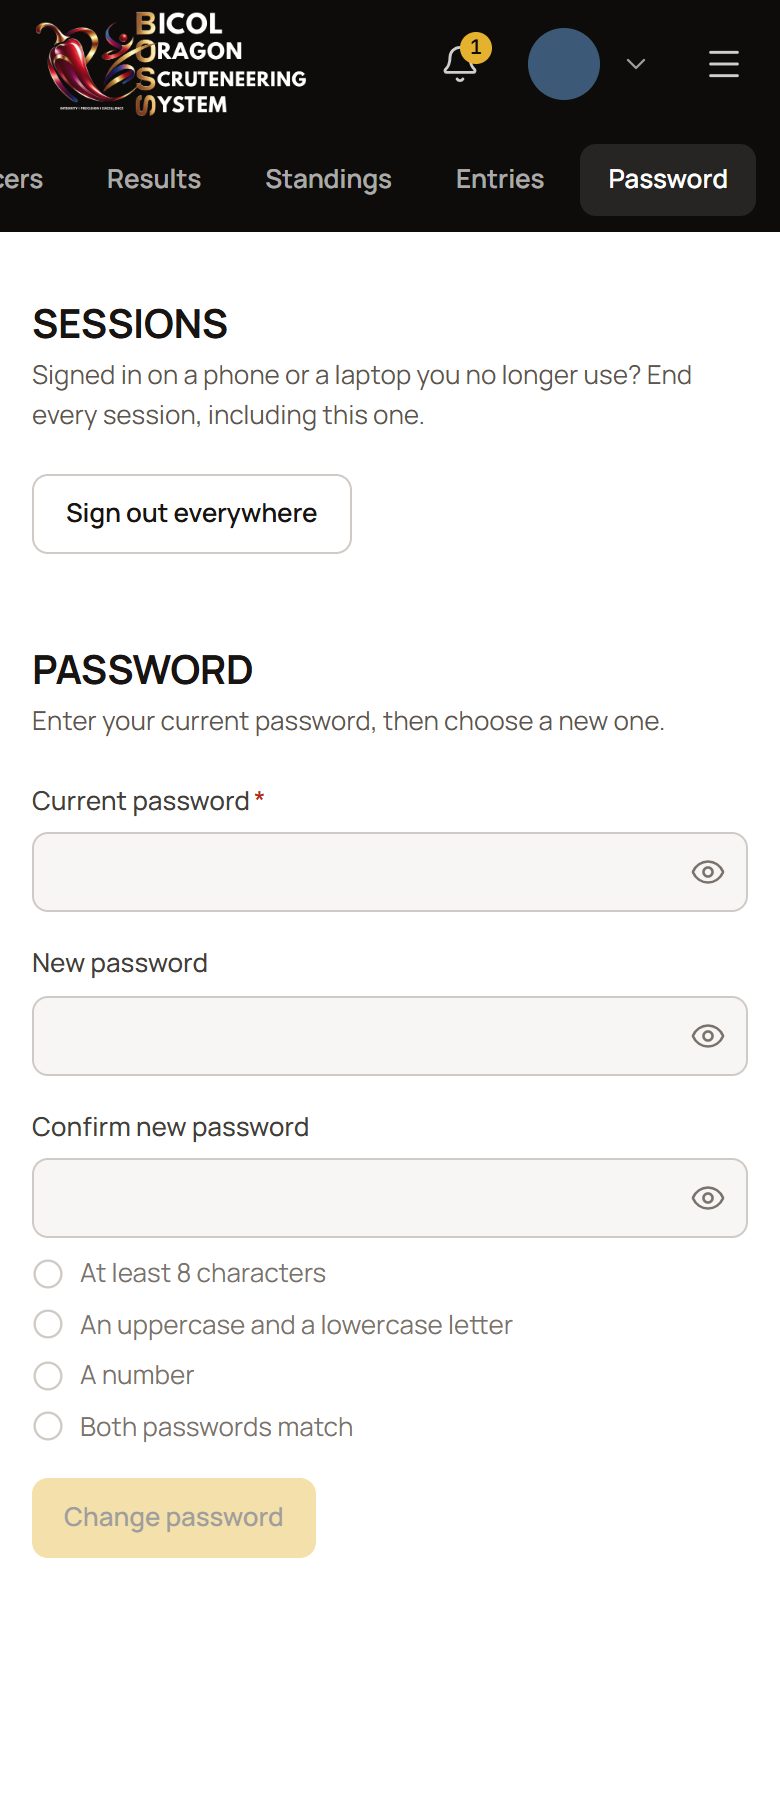 BICOL
DRAGON
SCRUTENEERING
SYSTEM
INTEGRITY • PRECISION • EXCELLENCE
1
cers
Results
Standings
Entries
Password
SESSIONS
Signed in on a phone or a laptop you no longer use? End
every session, including this one.
Sign out everywhere
PASSWORD
Enter your current password, then choose a new one.
Current password *
New password
Confirm new password
At least 8 characters
An uppercase and a lowercase letter
A number
Both passwords match
Change password